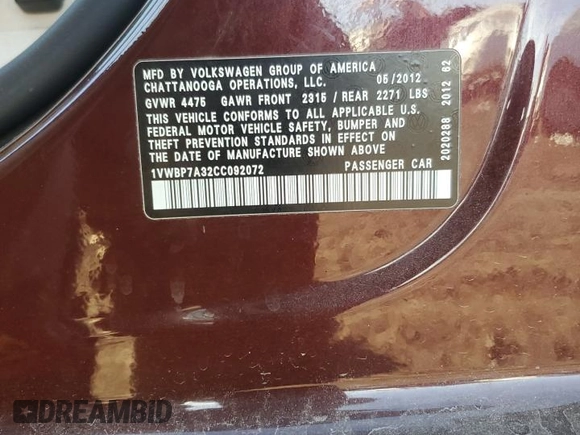 MFD BY VOLKSWAGEN GROUP OF AMERICA
CHATTANOOGA OPERATIONS, LLC. 05/2012
GVWR 4475 GAWR FRONT 2315 / REAR 2271 LBS
THIS VEHICLE CONFORMS TO ALL APPLICABLE U.S.
FEDERAL MOTOR VEHICLE SAFETY, BUMPER AND
THEFT PREVENTION STANDARDS IN EFFECT ON
THE DATE OF MANUFACTURE SHOWN ABOVE
1VWBP7A32CC092072 PASSENGER CAR
2020288 2012 62
DREAMBID